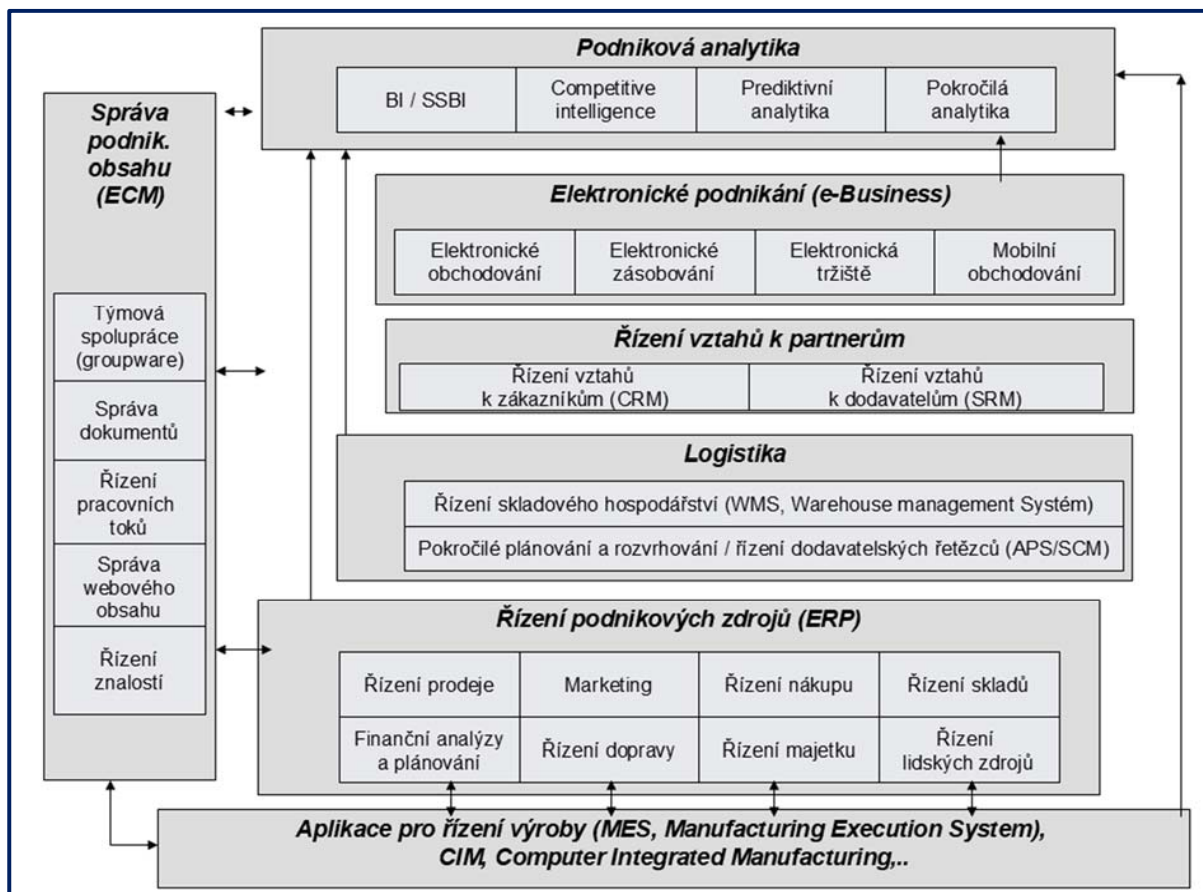 Podniková analytika
BI / SSBI
Competitive
intelligence
Prediktivní
analytika
Pokročilá
analytika
Správa
podnik.
obsahu
(ECM)
Týmová
spolupráce
(groupware)
Správa
dokumentů
Řízení
pracovních
toků
Správa
webového
obsahu
Řízení
znalostí
Elektronické podnikání (e-Business)
Elektronické
obchodování
Elektronické
zásobování
Elektronická
tržiště
Mobilní
obchodování
Řízení vztahů k partnerům
Řízení vztahů
k zákazníkům (CRM)
Řízení vztahů
k dodavatelům (SRM)
Logistika
Řízení skladového hospodářství (WMS, Warehouse management Systém)
Pokročilé plánování a rozvrhování / řízení dodavatelských řetězců (APS/SCM)
Řízení podnikových zdrojů (ERP)
Řízení prodeje
Marketing
Řízení nákupu
Řízení skladů
Finanční analýzy
a plánování
Řízení dopravy
Řízení majetku
Řízení
lidských zdrojů
Aplikace pro řízení výroby (MES, Manufacturing Execution System),
CIM, Computer Integrated Manufacturing,..